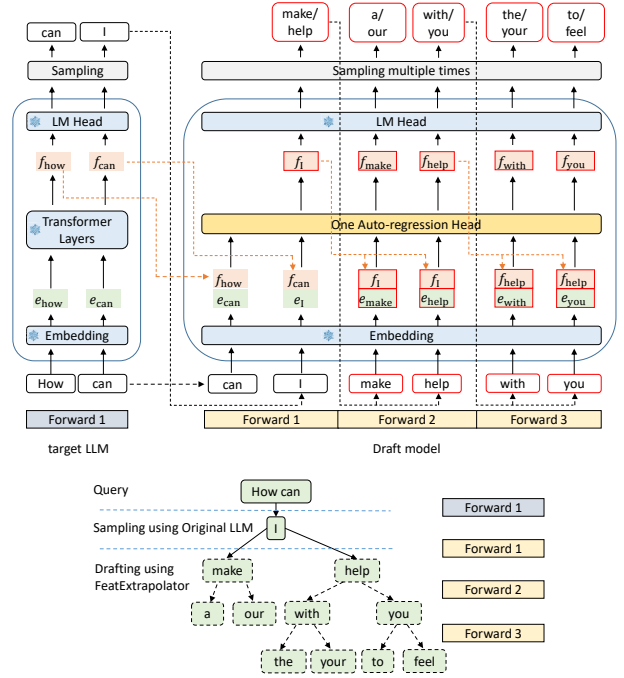 can I
make/ help
a/ our
with/ you
the/ your
to/ feel
Sampling
Sampling multiple times
LM Head
LM Head
f_how f_can
f_I f_make f_help f_with f_you
Transformer Layers
One Auto-regression Head
f_how f_can f_I f_I f_help f_help
e_how e_can
e_can e_I e_make e_help e_with e_you
Embedding
Embedding
How can
can I make help with you
Forward 1
Forward 1 Forward 2 Forward 3
target LLM
Draft model
Query
How can
Forward 1
Sampling using Original LLM
I
Forward 1
Drafting using
FeatExtrapolator
make help
Forward 2
a our with you
Forward 3
the your to feel